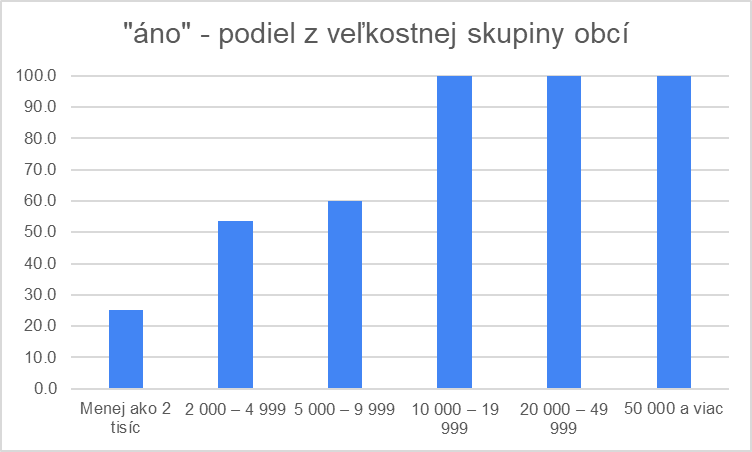 "áno" - podiel z veľkostnej skupiny obcí
100.0
90.0
80.0
70.0
60.0
50.0
40.0
30.0
20.0
10.0
0.0
Menej ako 2
tisíc
2 000 – 4 999
5 000 – 9 999
10 000 – 19
999
20 000 – 49
999
50 000 a viac